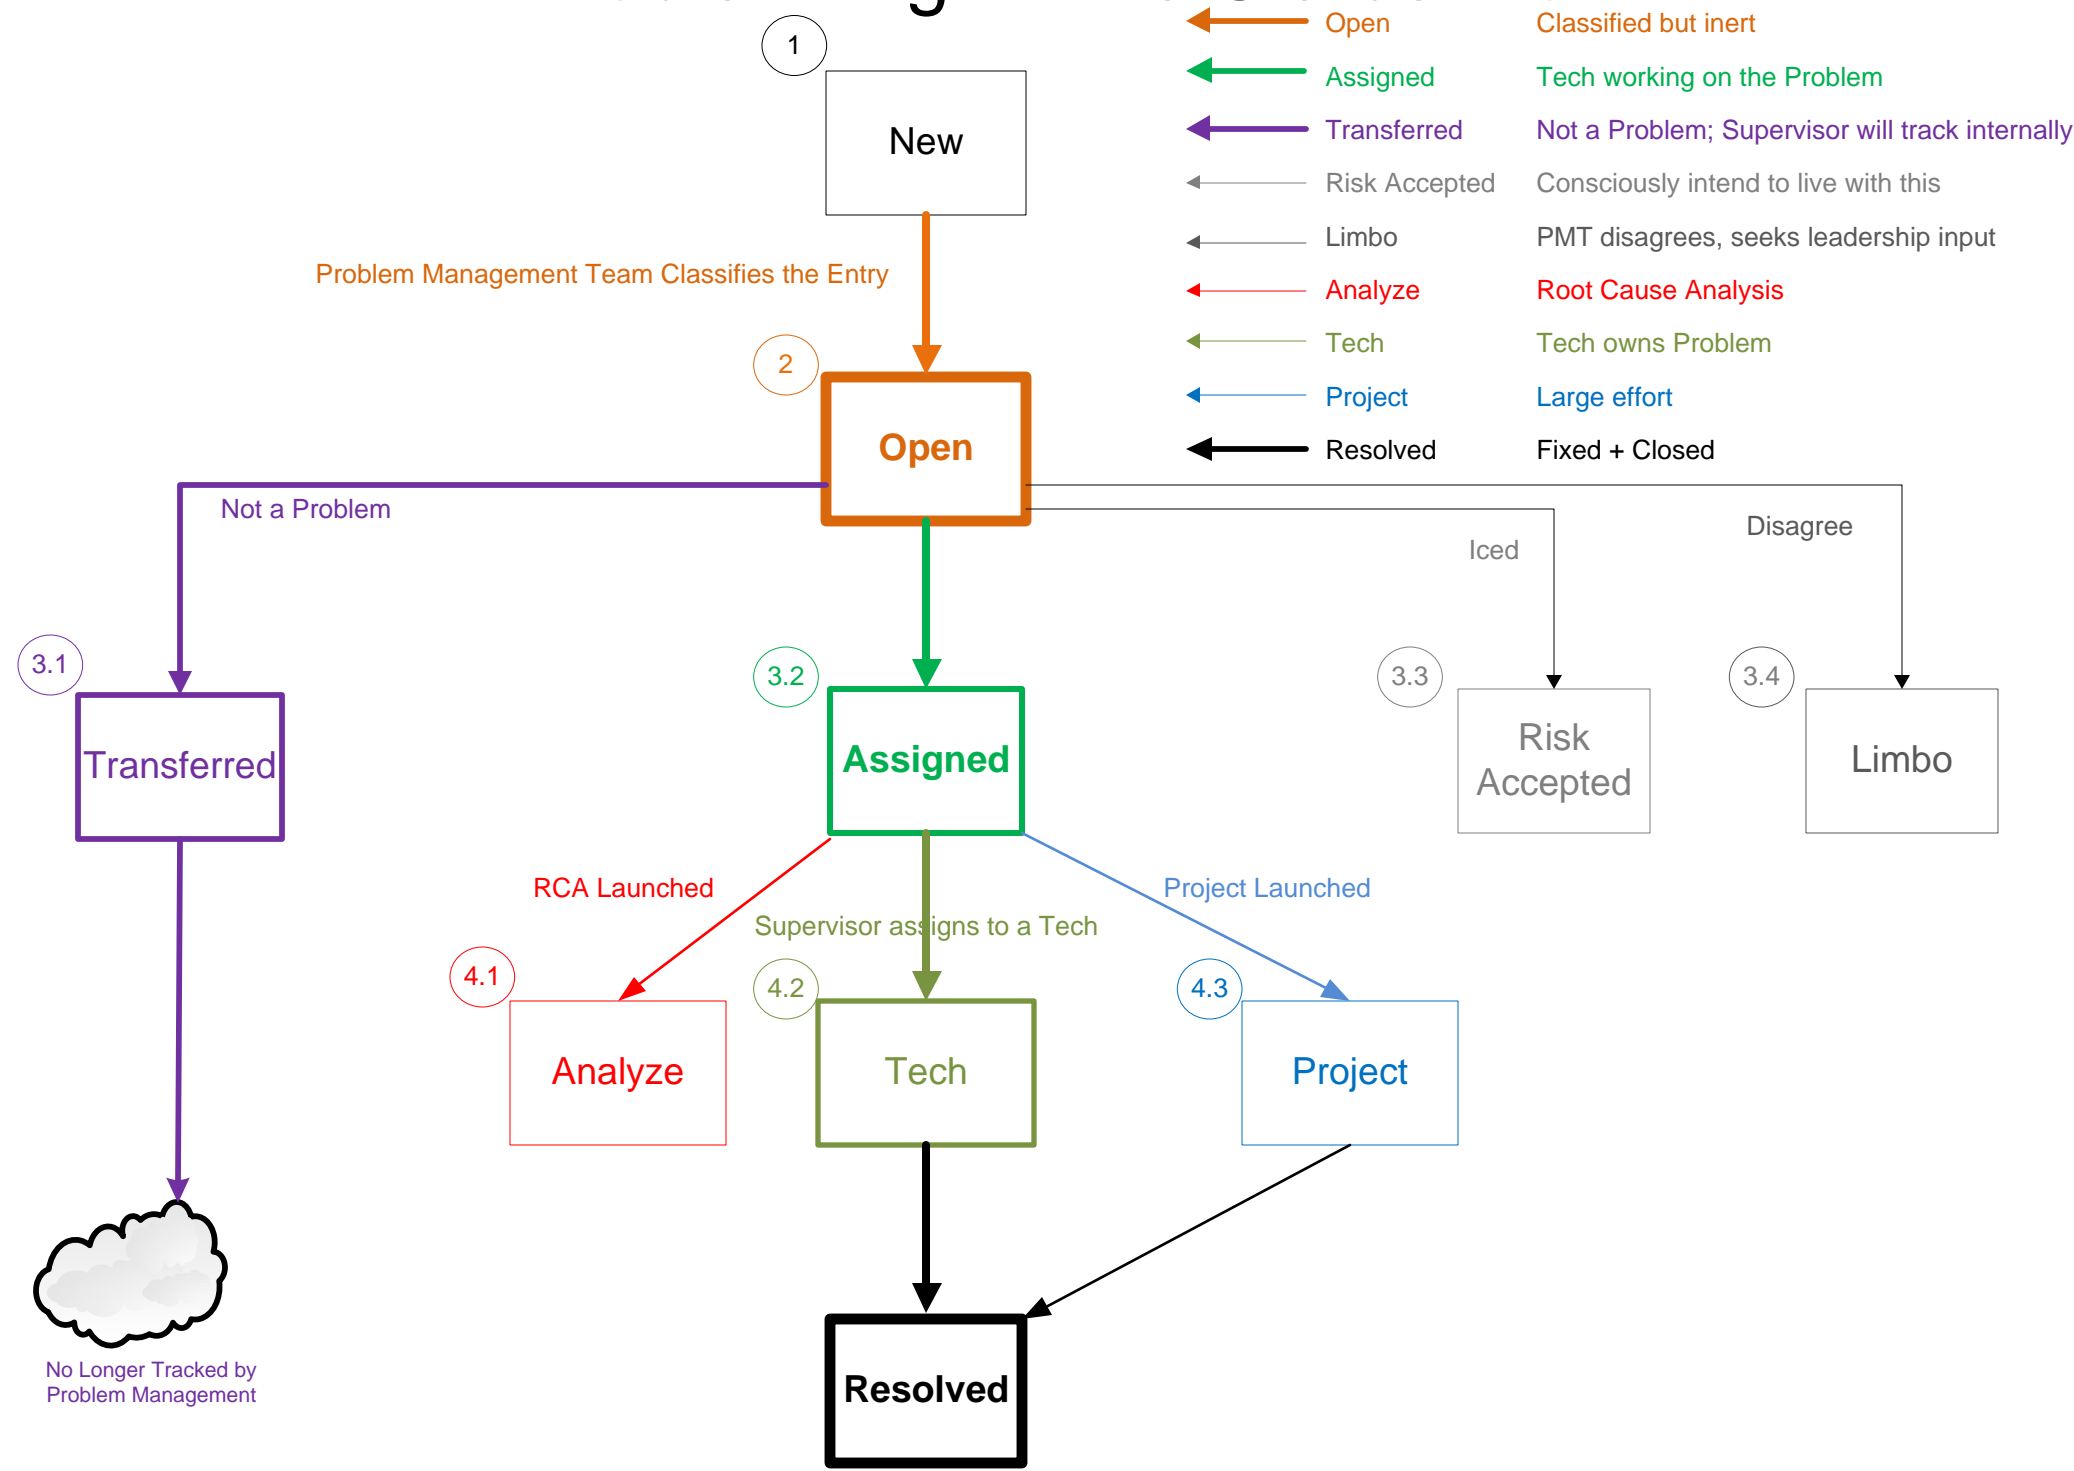 1
Open Classified but inert
Assigned Tech working on the Problem
New
Transferred Not a Problem; Supervisor will track internally
Risk Accepted Consciously intend to live with this
Limbo PMT disagrees, seeks leadership input
Problem Management Team Classifies the Entry
Analyze Root Cause Analysis
Tech Tech owns Problem
2
Project Large effort
Open
Resolved Fixed + Closed
Not a Problem
Disagree
Iced
3.1
3.2
3.3
3.4
Transferred
Assigned
Risk
Accepted
Limbo
RCA Launched
Project Launched
Supervisor assigns to a Tech
4.1
4.2
4.3
Analyze
Tech
Project
No Longer Tracked by
Problem Management
Resolved